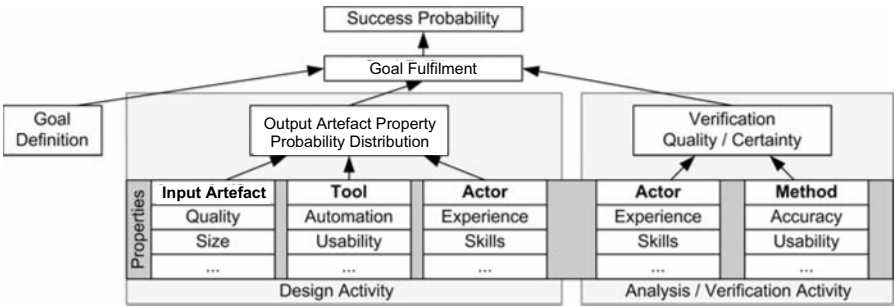 Success Probability
Goal Fulfilment
Goal
Definition
Output Artefact Property
Probability Distribution
Verification
Quality / Certainty
Properties
Input Artefact
Tool
Actor
Actor
Method
Quality
Automation
Experience
Experience
Accuracy
Size
Usability
Skills
Skills
Usability
...
...
...
...
...
Design Activity
Analysis / Verification Activity